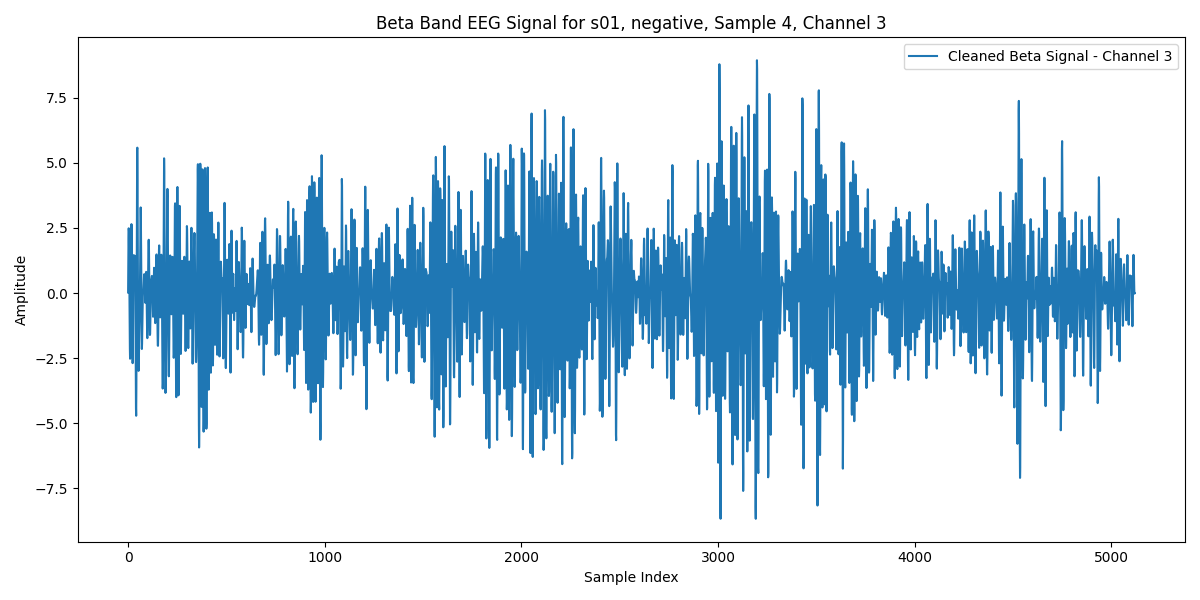 Beta Band EEG Signal for s01, negative, Sample 4, Channel 3
Cleaned Beta Signal - Channel 3
Amplitude
7.5
5.0
2.5
0.0
−2.5
−5.0
−7.5
0 1000 2000 3000 4000 5000
Sample Index